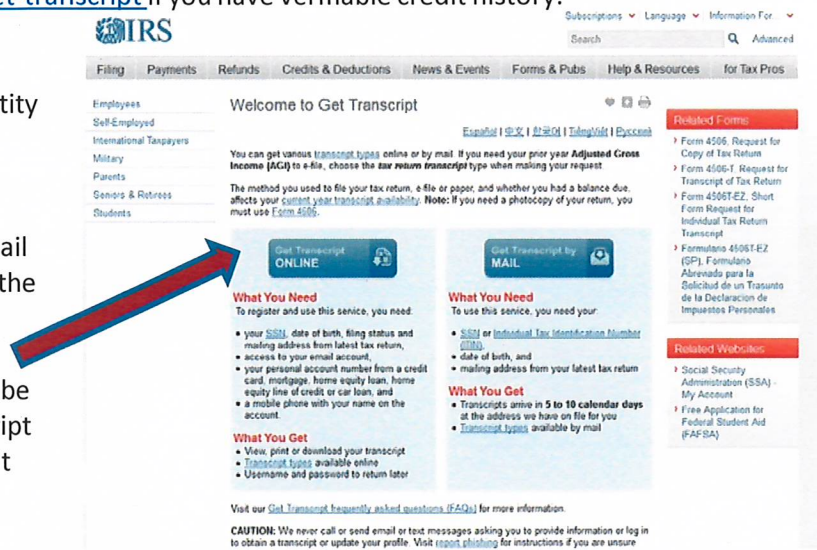 et-transcript if you have verifiable credit history.
IRS
Subscriptions Language Information For...
Search Advanced
Filing Payments Refunds Credits & Deductions News & Events Forms & Pubs Help & Resources for Tax Pros
Employees
Self-Employed
International Taxpayers
Military
Parents
Seniors & Retirees
Students
tity
ail
the
be
ipt
t
Welcome to Get Transcript
Español | 中文 | 한국어 | TiếngViệt | Русский
You can get various transcript types online or by mail. If you need your prior year Adjusted Gross
Income (AGI) to e-file, choose the tax return transcript type when making your request.
The method you used to file your tax return, e-file or paper, and whether you had a balance due,
affects your current year transcript availability. Note: If you need a photocopy of your return, you
must use Form 4506.
Get Transcript
ONLINE
What You Need
To register and use this service, you need:
your SSN, date of birth, filing status and
mailing address from latest tax return,
access to your email account,
your personal account number from a credit
card, mortgage, home equity loan, home
equity line of credit or car loan, and
a mobile phone with your name on the
account.
What You Get
View, print or download your transcript
Transcript types available online
Username and password to return later
Get Transcript by
MAIL
What You Need
To use this service, you need your:
SSN or Individual Tax Identification Number
(ITIN),
date of birth, and
mailing address from your latest tax return
What You Get
Transcripts arrive in 5 to 10 calendar days
at the address we have on file for you
Transcript types available by mail
Visit our Get Transcript frequently asked questions (FAQs) for more information.
CAUTION: We never call or send email or text messages asking you to provide information or log in
to obtain a transcript or update your profile. Visit report phishing for instructions if you are unsure
Related Forms
Form 4506, Request for
Copy of Tax Return
Form 4506-T, Request for
Transcript of Tax Return
Form 4506T-EZ, Short
Form Request for
Individual Tax Return
Transcript
Formulario 4506T-EZ
(SP), Formulario
Abreviado para la
Solicitud de un Trasunto
de la Declaracion de
Impuestos Personales
Related Websites
Social Security
Administration (SSA) -
My Account
Free Application for
Federal Student Aid
(FAFSA)